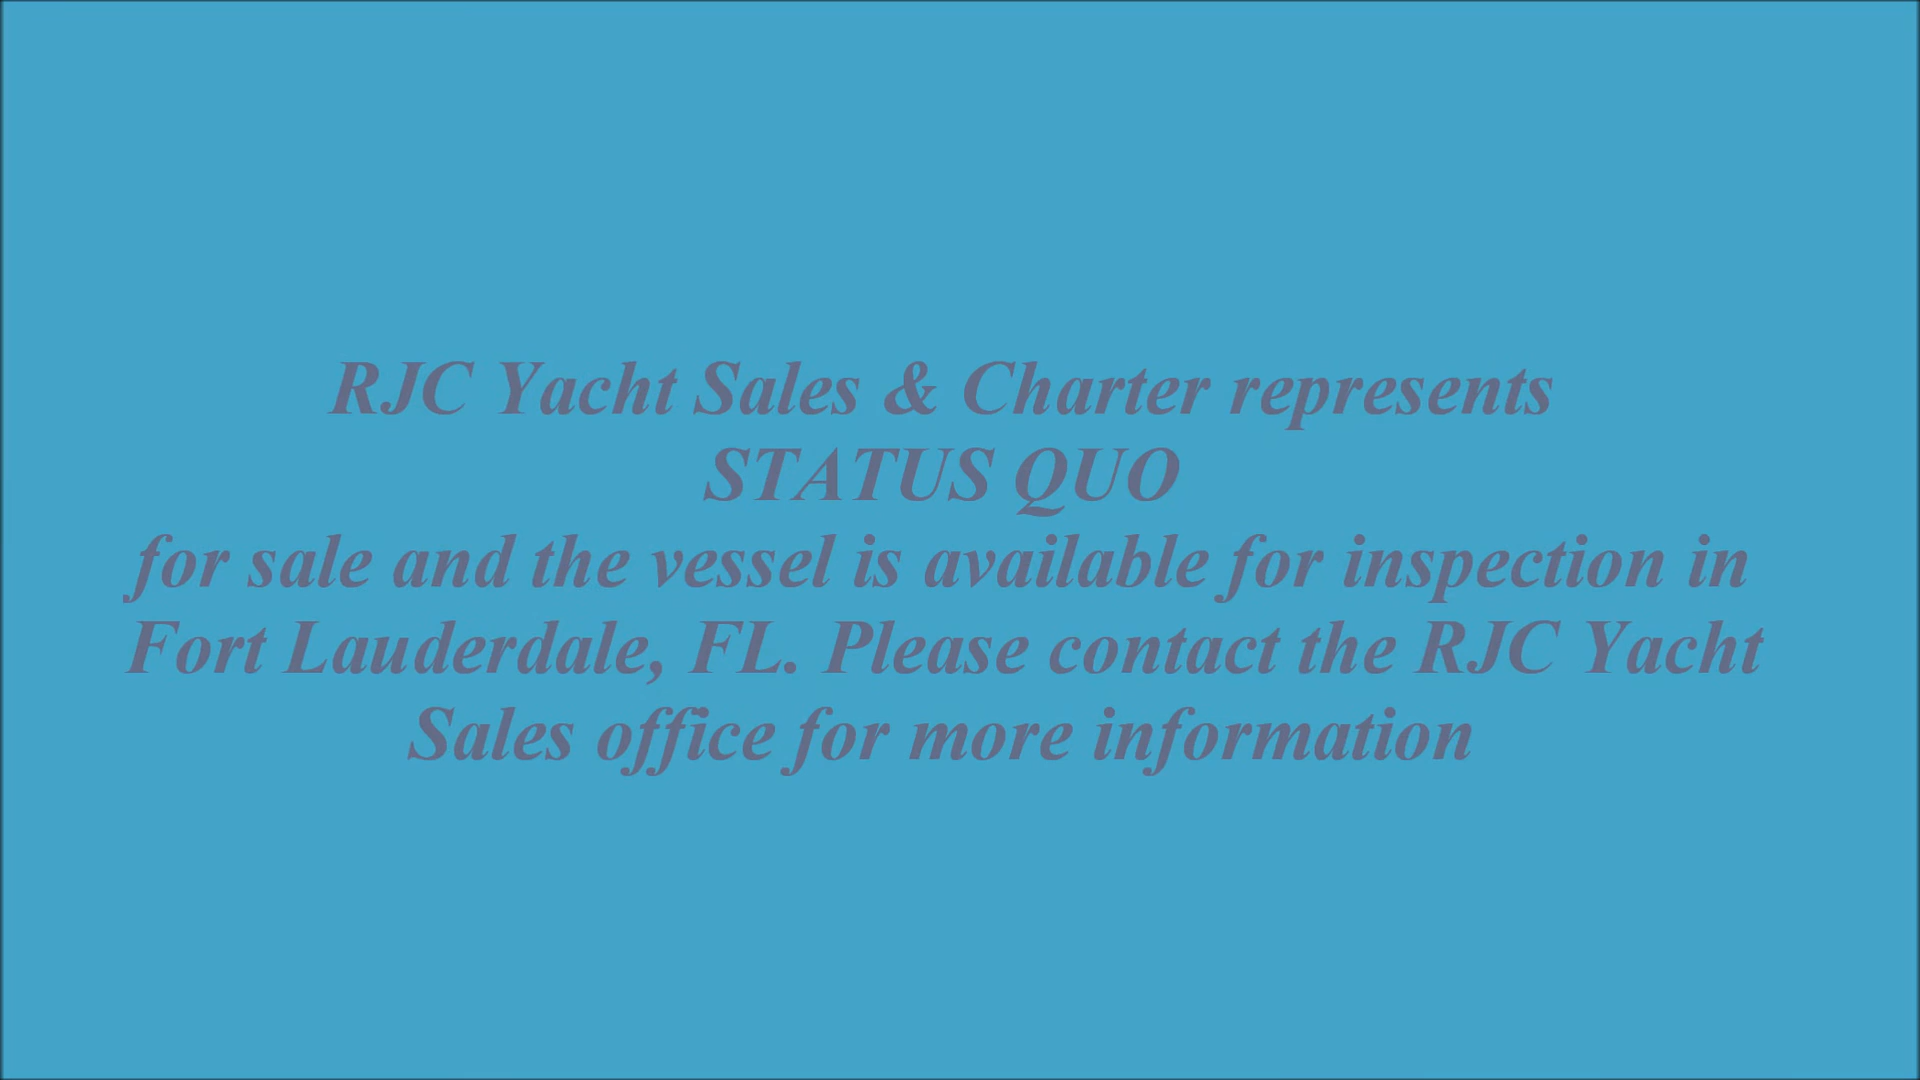 RJC Yacht Sales & Charter represents
STATUS QUO
for sale and the vessel is available for inspection in
Fort Lauderdale, FL. Please contact the RJC Yacht
Sales office for more information